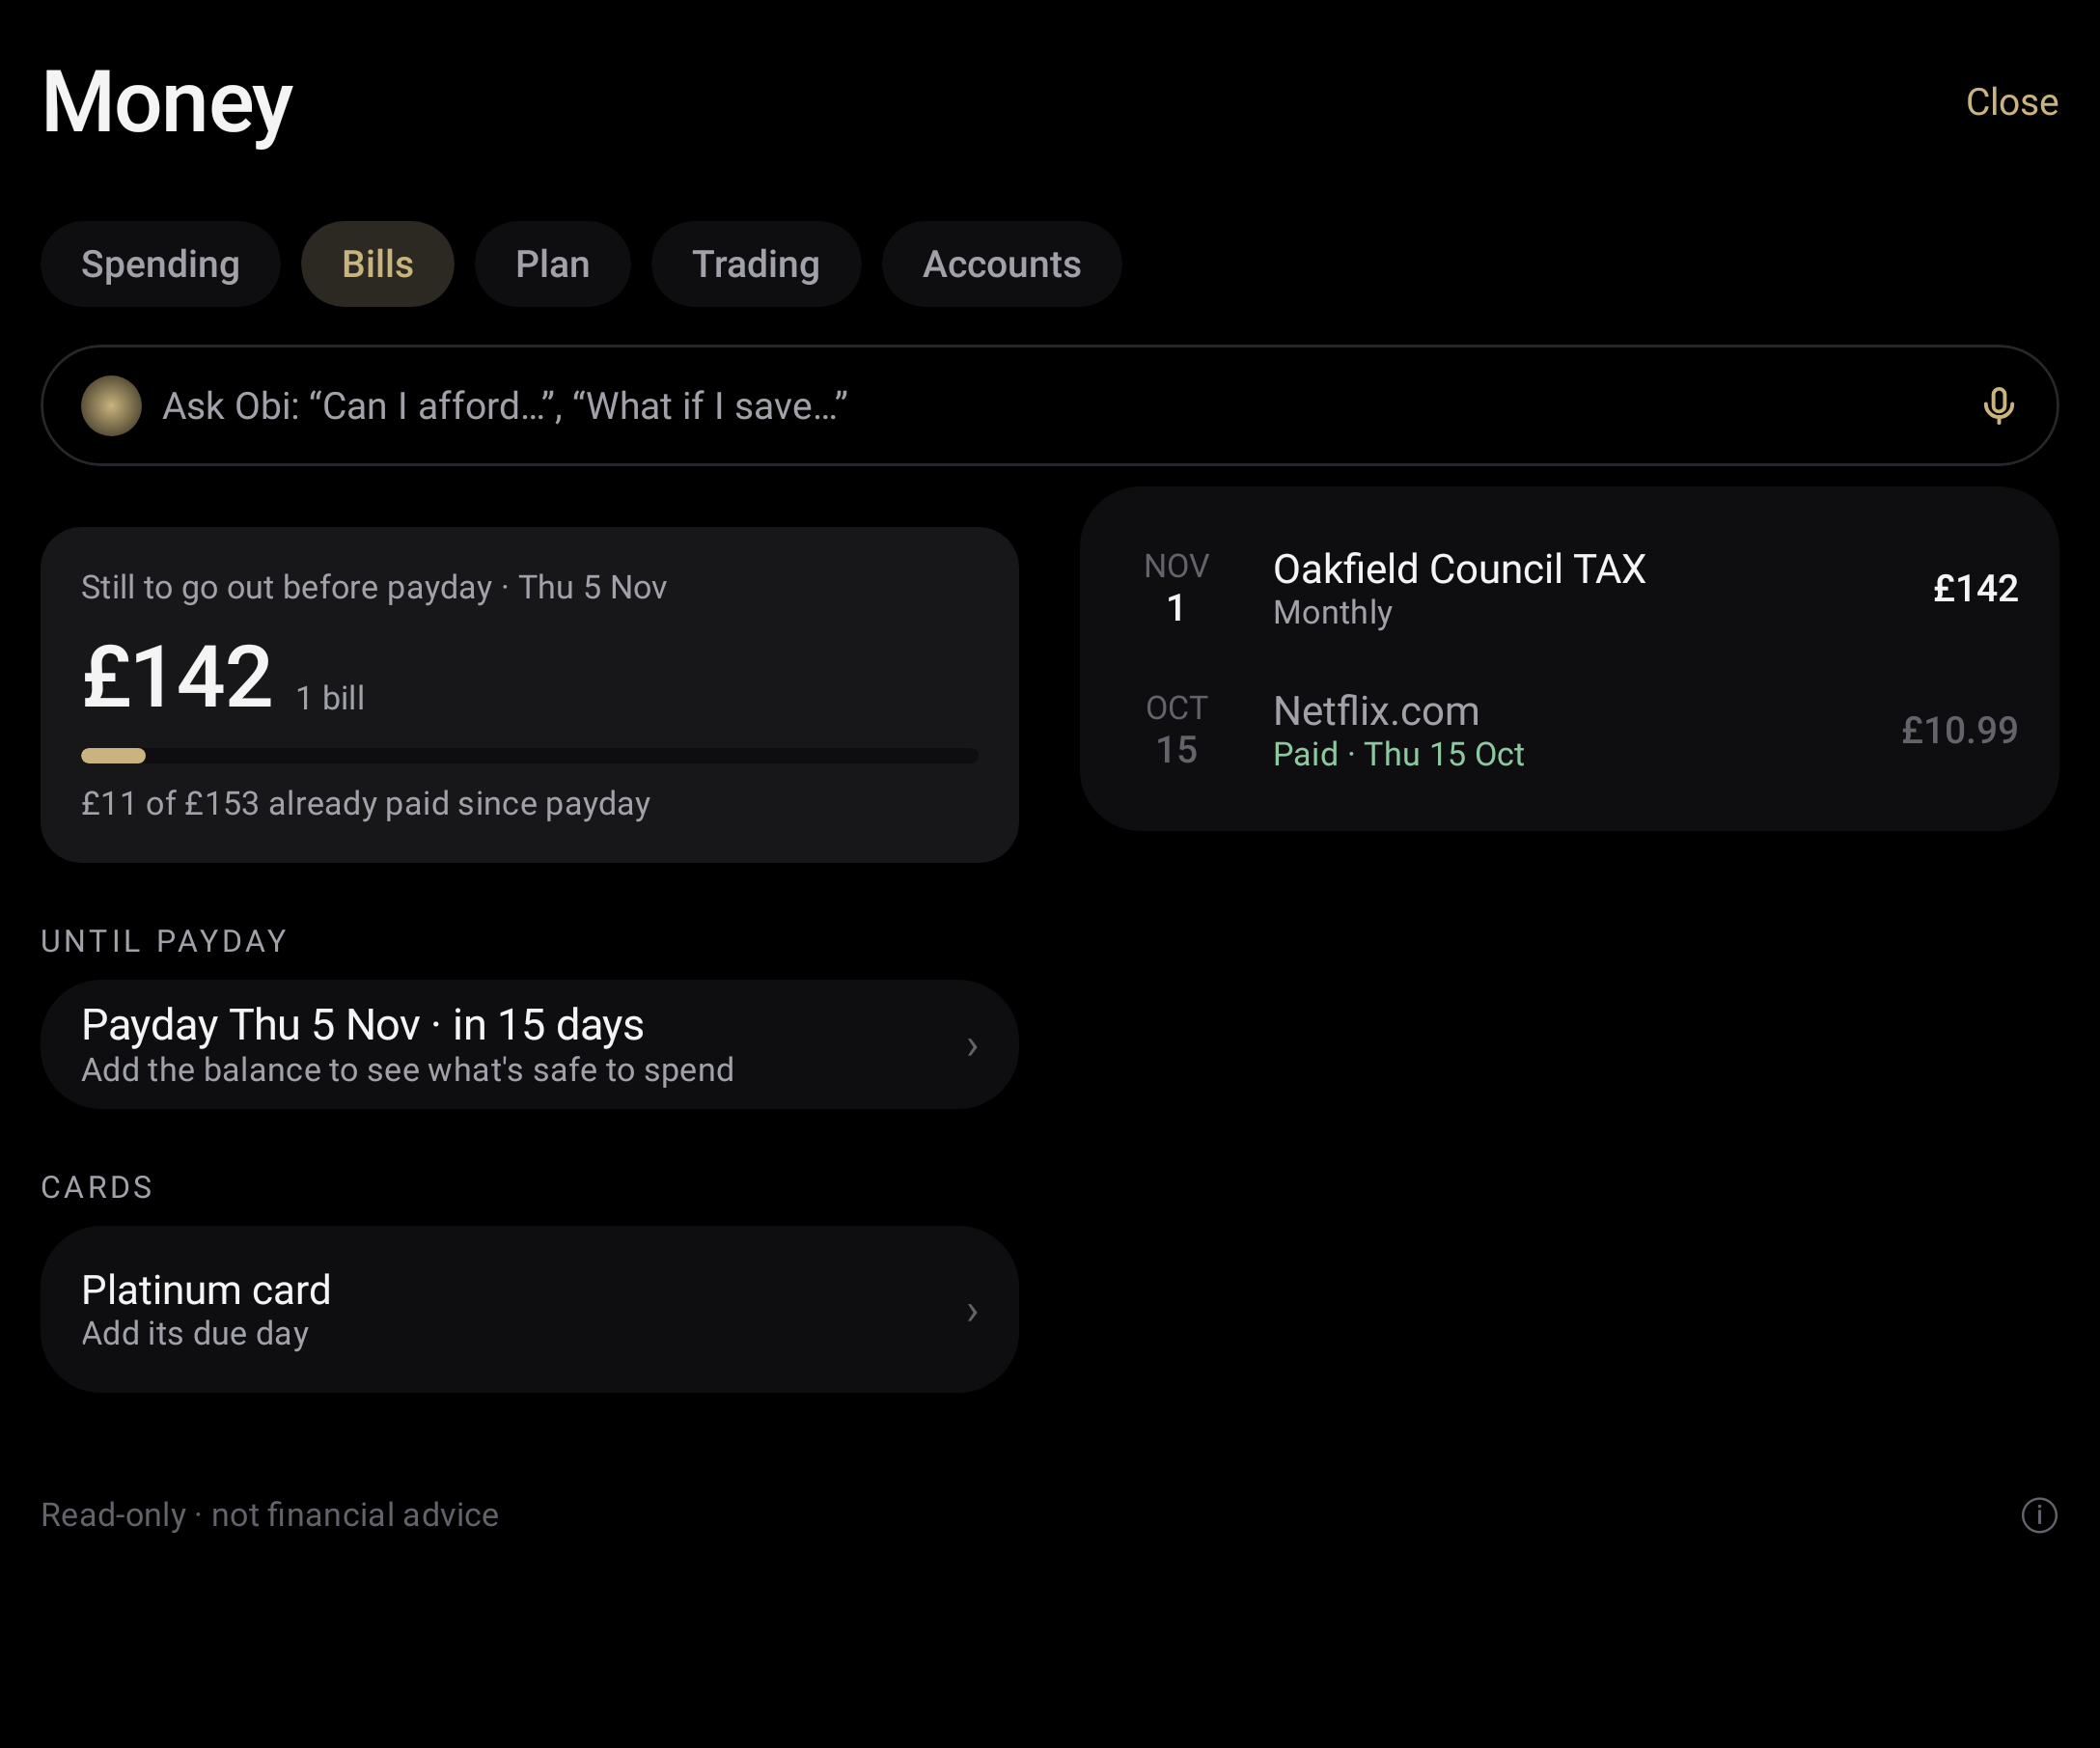 Money
Close
Spending
Bills
Plan
Trading
Accounts
Ask Obi: “Can I afford…”, “What if I save…”
Still to go out before payday · Thu 5 Nov
£142 1 bill
£11 of £153 already paid since payday
UNTIL PAYDAY
Payday Thu 5 Nov · in 15 days
Add the balance to see what's safe to spend
›
CARDS
Platinum card
Add its due day
›
NOV
1
Oakfield Council TAX
Monthly
£142
OCT
15
Netflix.com
Paid · Thu 15 Oct
£10.99
Read-only · not financial advice
i